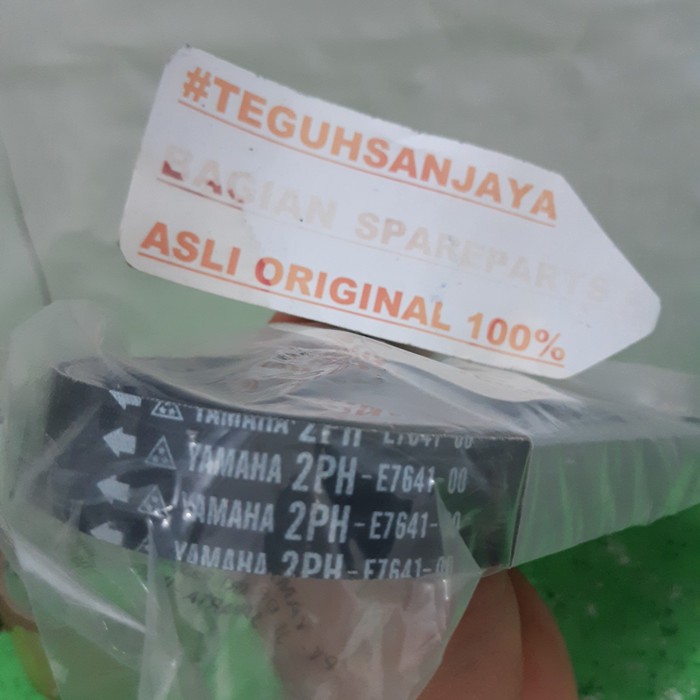 #TEGUHSANJAYA
BAGIAN SPAREPARTS
ASLI ORIGINAL 100%
YAMAHA 2PH-E7641-00
YAMAHA 2PH-E7641-00
YAMAHA 2PH-E7641-00
YAMAHA 2PH-E7641-00